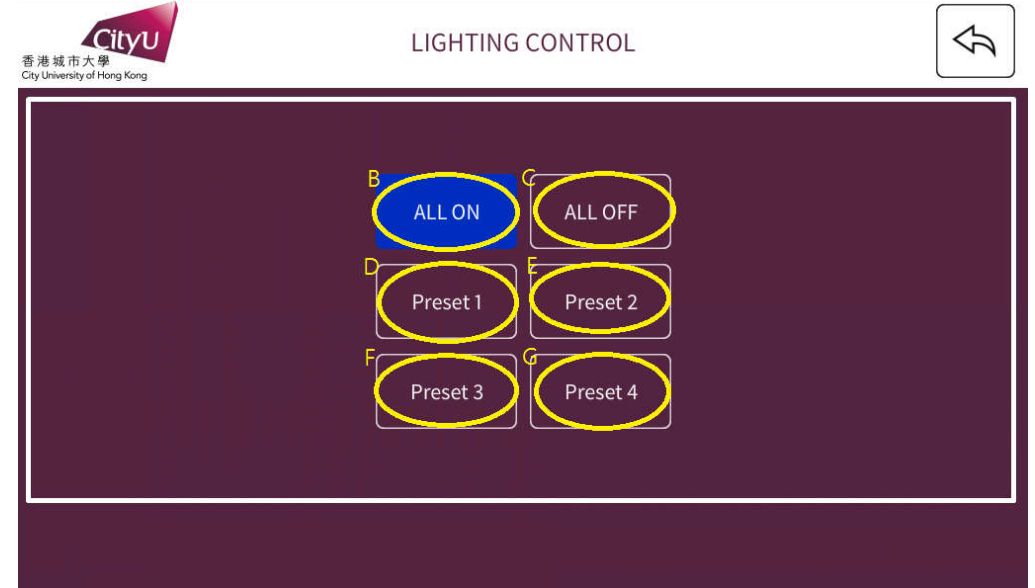 CityU
香港城市大學
City University of Hong Kong
LIGHTING CONTROL
B
ALL ON
C
ALL OFF
D
Preset 1
E
Preset 2
F
Preset 3
G
Preset 4